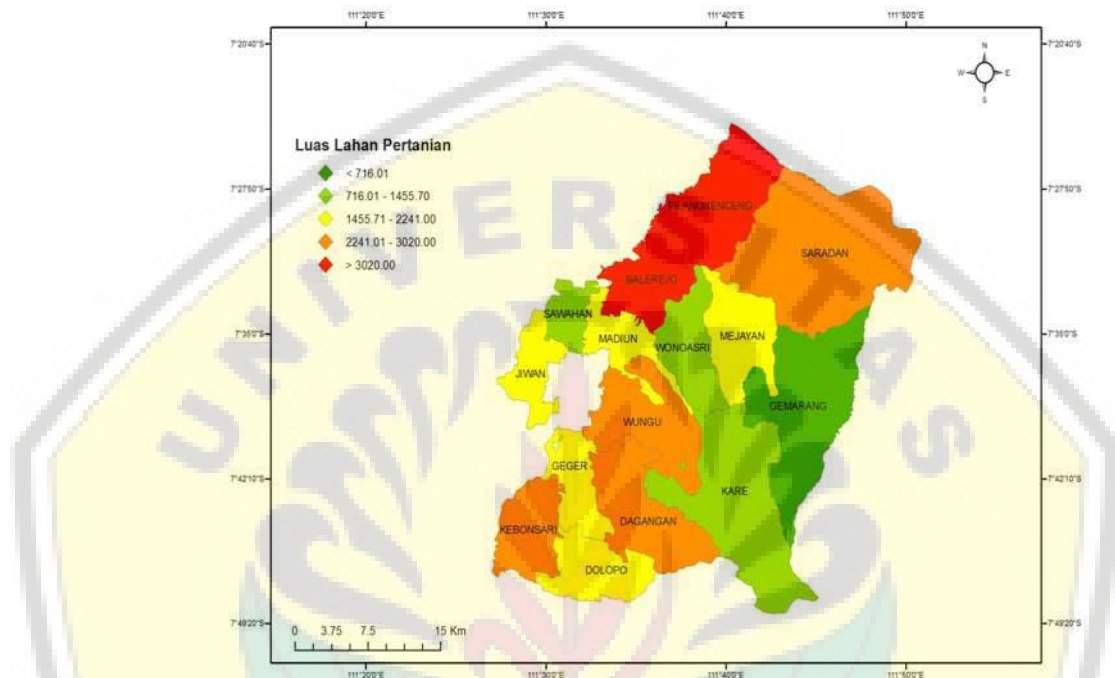 111°20'0"E 111°30'0"E 111°40'0"E 111°50'0"E
7°20'40"S 7°20'40"S
N
W E
S
Luas Lahan Pertanian
< 716.01
716.01 - 1455.70
1455.71 - 2241.00
2241.01 - 3020.00
> 3020.00
7°27'50"S 7°27'50"S
PILANGKENCENG
SARADAN
BALEREJO
SAWAHAN
MADIUN
WONOASRI
MEJAYAN
7°35'0"S 7°35'0"S
JIWAN
GEMARANG
WUNGU
GEGER
7°42'10"S 7°42'10"S
KARE
KEBONSARI
DAGANGAN
DOLOPO
7°49'20"S 7°49'20"S
0 3.75 7.5 15 Km
111°20'0"E 111°30'0"E 111°40'0"E 111°50'0"E
UNIVERSITAS